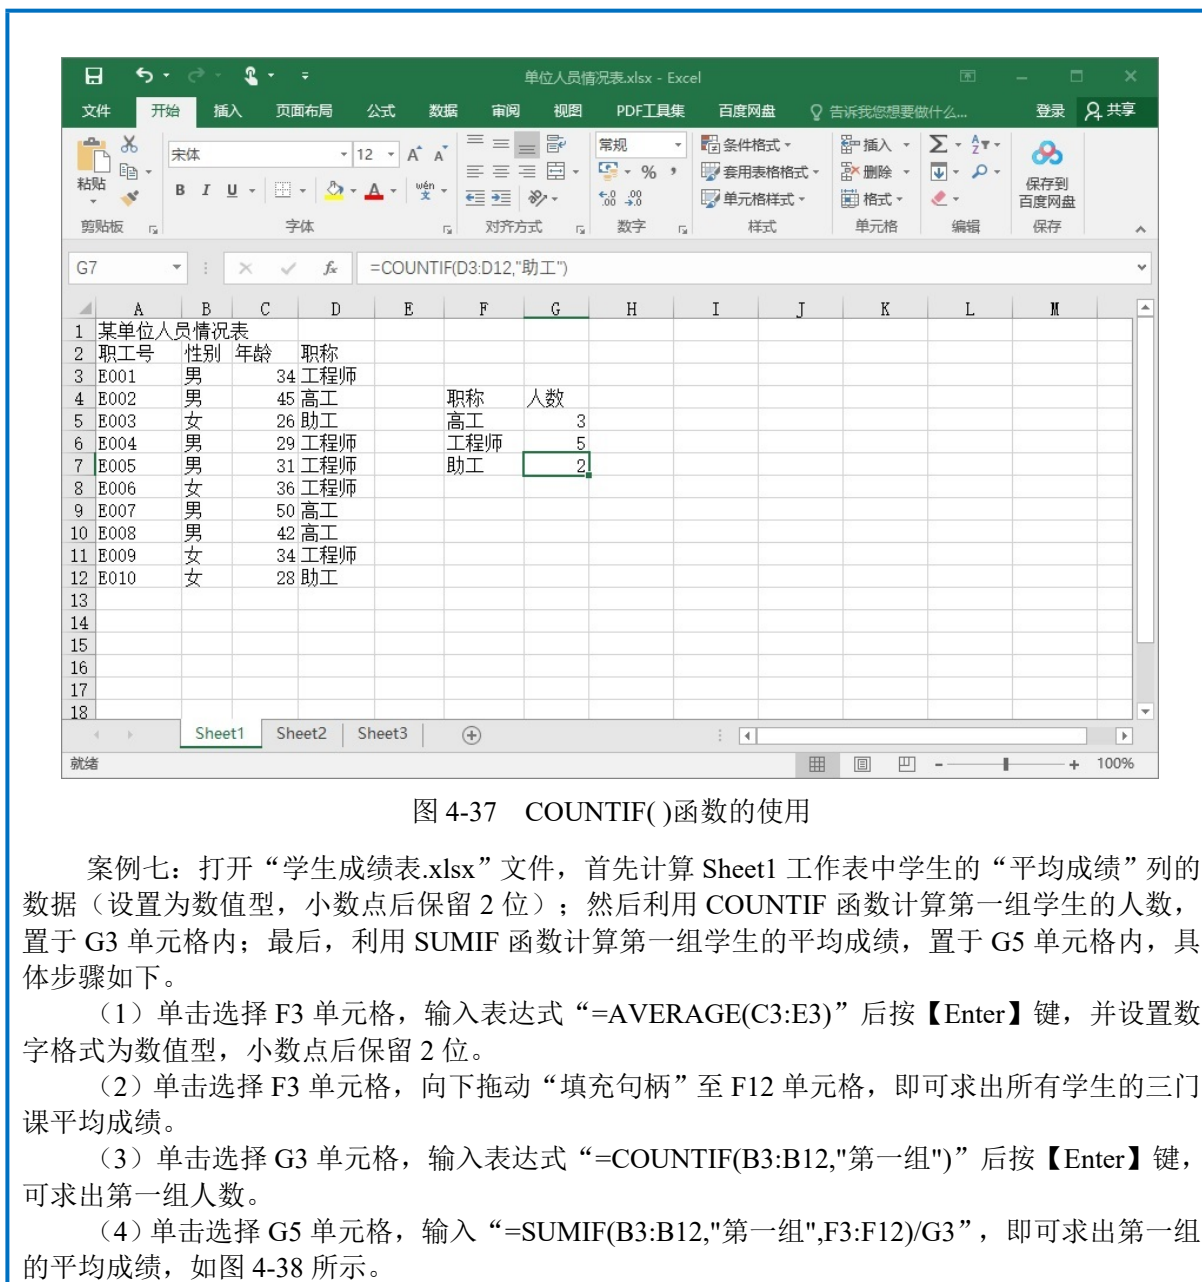 单位人员情况表.xlsx - Excel
文件 开始 插入 页面布局 公式 数据 审阅 视图 PDF工具集 百度网盘 告诉我您想要做什么... 登录 共享
宋体 12 A A 常规 条件格式 插入 Σ
粘贴 B I U A wén 文 % , 套用表格格式 删除 保存到
.00 .0 .00 单元格样式 格式 百度网盘
剪贴板 字体 对齐方式 数字 样式 单元格 编辑 保存
G7 fx =COUNTIF(D3:D12,"助工")
A B C D E F G H I J K L M
1 某单位人员情况表
2 职工号 性别 年龄 职称
3 E001 男 34 工程师
4 E002 男 45 高工 职称 人数
5 E003 女 26 助工 高工 3
6 E004 男 29 工程师 工程师 5
7 E005 男 31 工程师 助工 2
8 E006 女 36 工程师
9 E007 男 50 高工
10 E008 男 42 高工
11 E009 女 34 工程师
12 E010 女 28 助工
13
14
15
16
17
18
Sheet1 Sheet2 Sheet3
就绪 100%
图 4-37 COUNTIF( )函数的使用
案例七：打开“学生成绩表.xlsx”文件，首先计算 Sheet1 工作表中学生的“平均成绩”列的
数据（设置为数值型，小数点后保留 2 位）；然后利用 COUNTIF 函数计算第一组学生的人数，
置于 G3 单元格内；最后，利用 SUMIF 函数计算第一组学生的平均成绩，置于 G5 单元格内，具
体步骤如下。
（1）单击选择 F3 单元格，输入表达式“=AVERAGE(C3:E3)”后按【Enter】键，并设置数
字格式为数值型，小数点后保留 2 位。
（2）单击选择 F3 单元格，向下拖动“填充句柄”至 F12 单元格，即可求出所有学生的三门
课平均成绩。
（3）单击选择 G3 单元格，输入表达式“=COUNTIF(B3:B12,"第一组")”后按【Enter】键，
可求出第一组人数。
（4）单击选择 G5 单元格，输入“=SUMIF(B3:B12,"第一组",F3:F12)/G3”，即可求出第一组
的平均成绩，如图 4-38 所示。